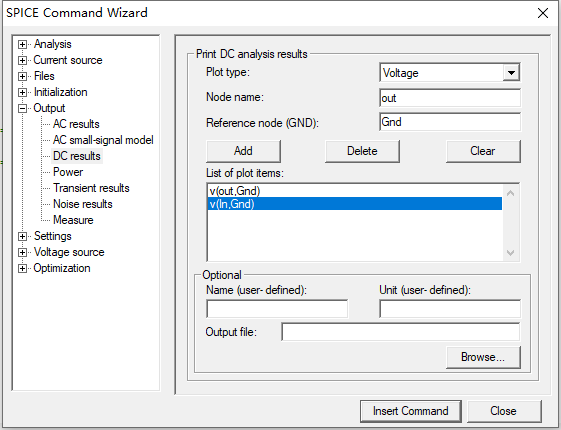 SPICE Command Wizard
Analysis
Current source
Files
Initialization
Output
AC results
AC small-signal model
DC results
Power
Transient results
Noise results
Measure
Settings
Voltage source
Optimization
Print DC analysis results
Plot type: Voltage
Node name: out
Reference node (GND): Gnd
Add Delete Clear
List of plot items:
v(out,Gnd)
v(In,Gnd)
Optional
Name (user- defined): Unit (user- defined):
Output file:
Browse...
Insert Command Close